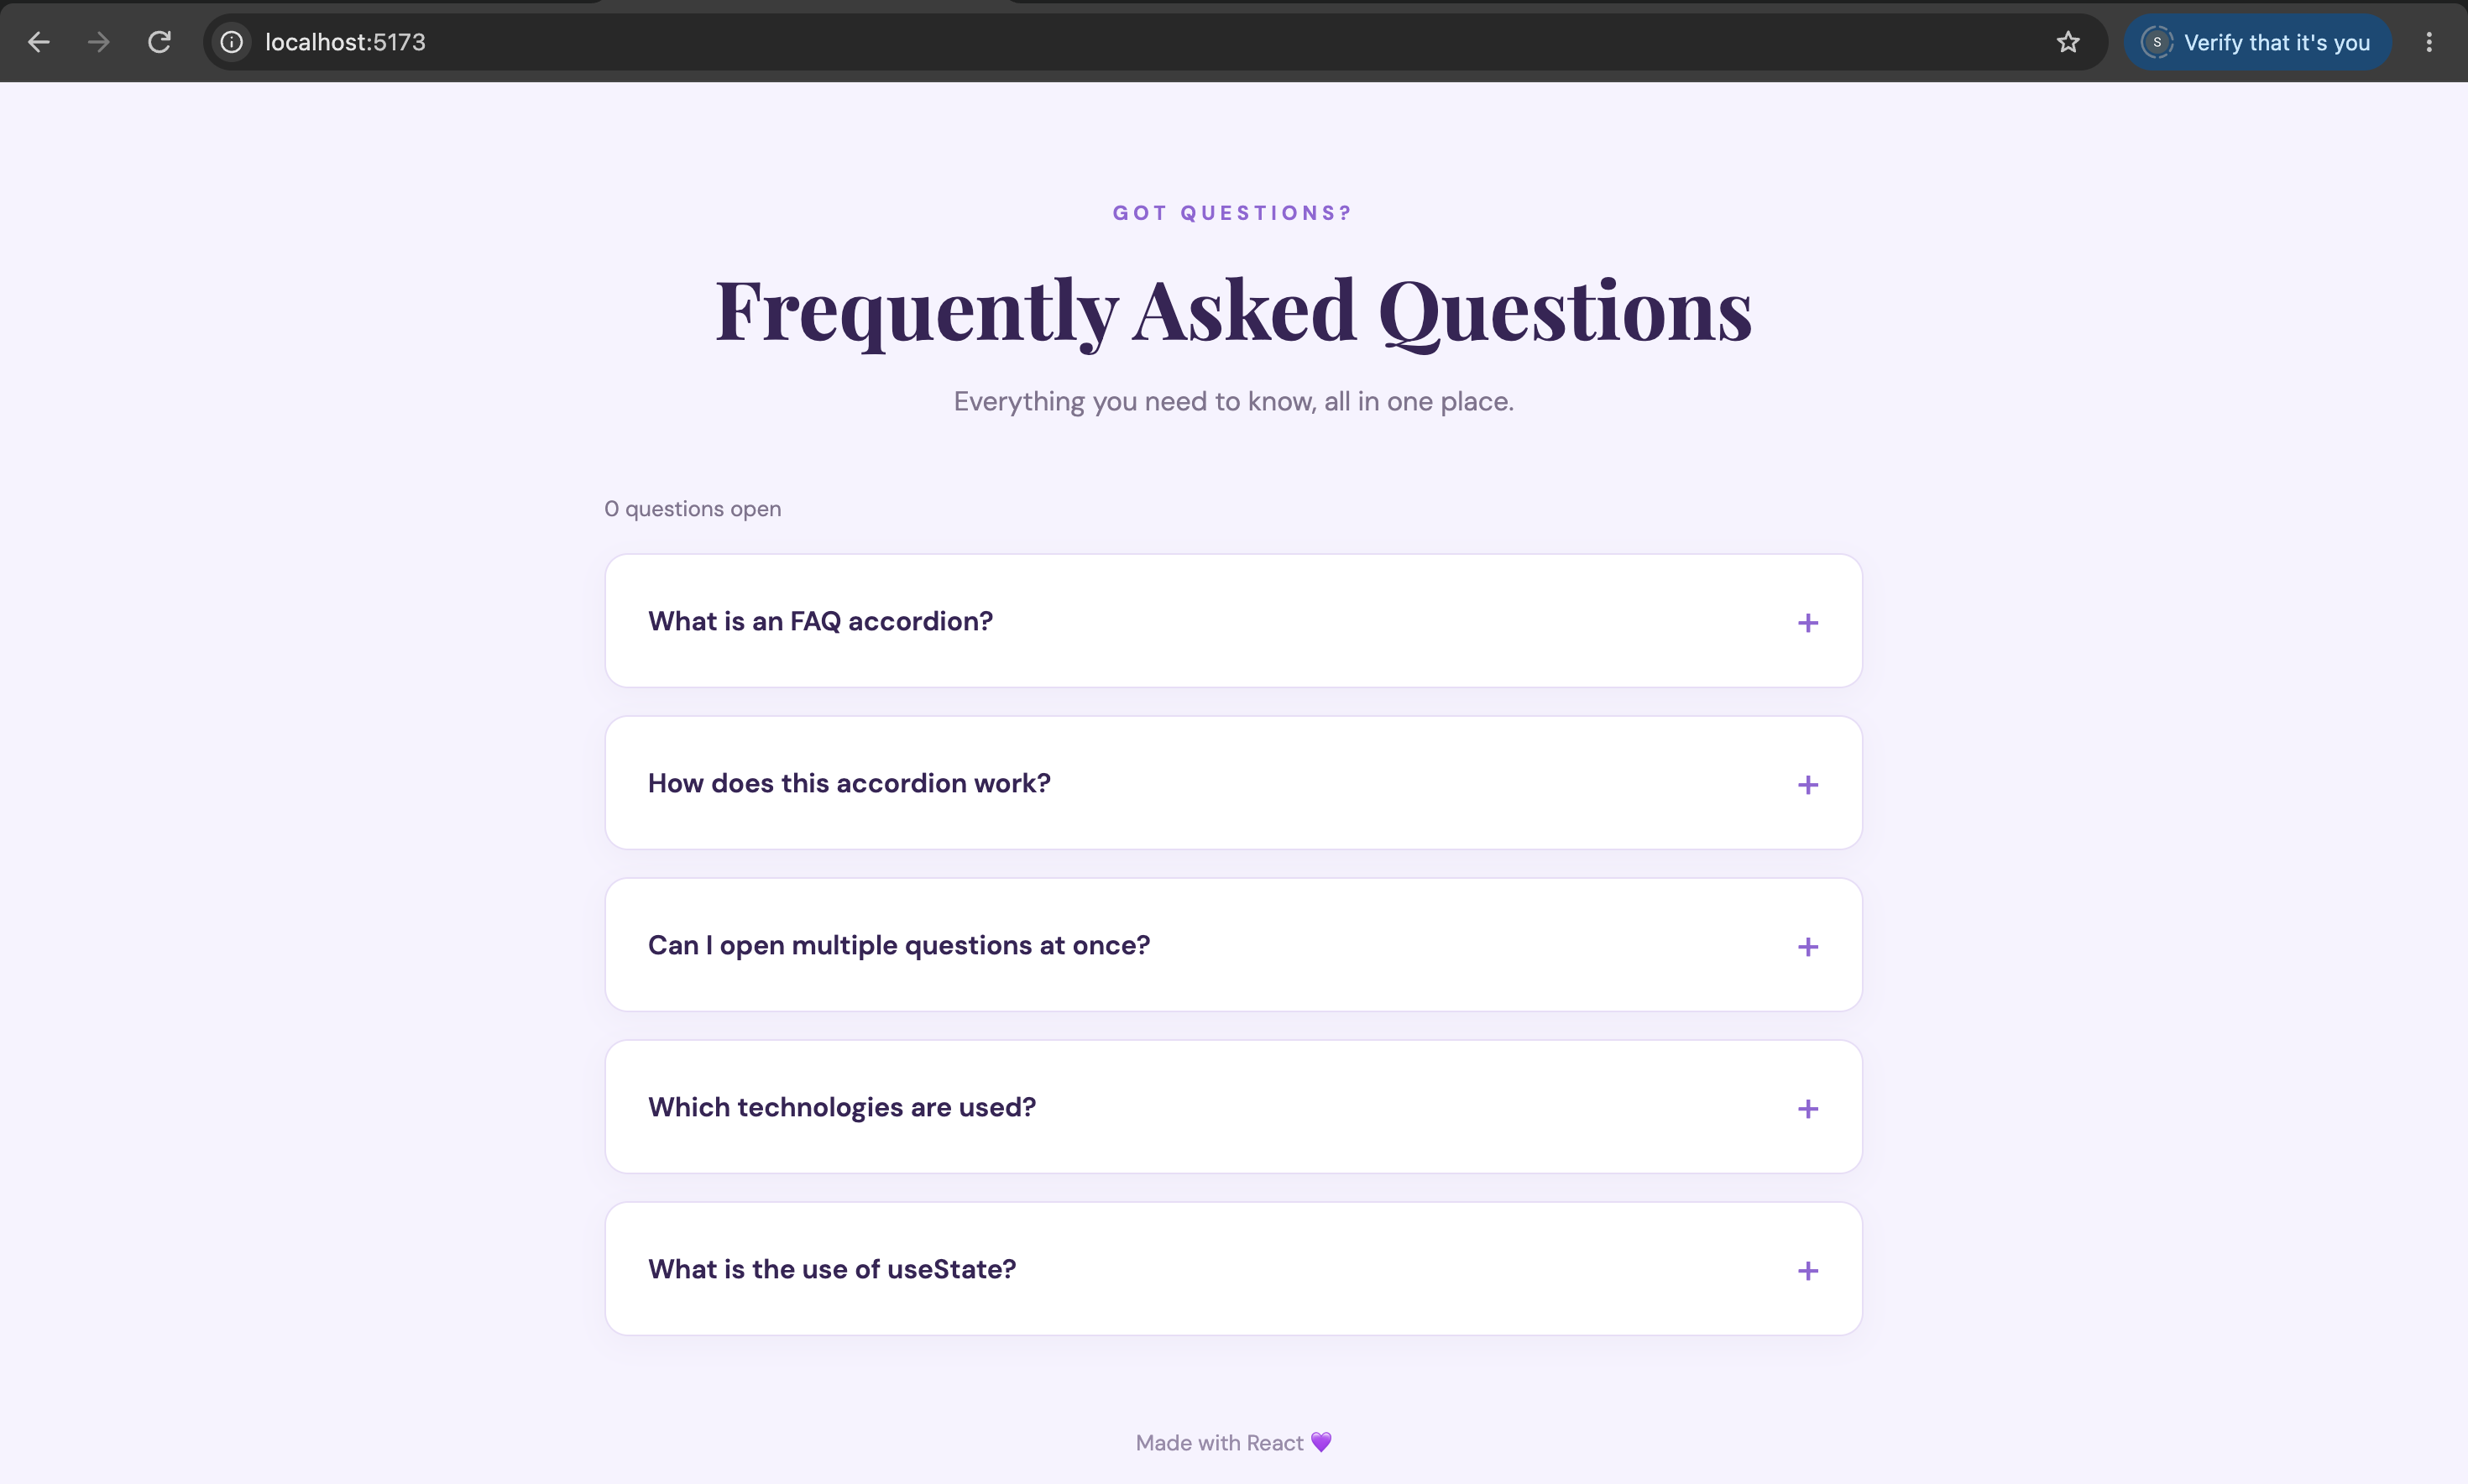 localhost:5173
S Verify that it's you
GOT QUESTIONS?
Frequently Asked Questions
Everything you need to know, all in one place.
0 questions open
What is an FAQ accordion? +
How does this accordion work? +
Can I open multiple questions at once? +
Which technologies are used? +
What is the use of useState? +
Made with React 💜